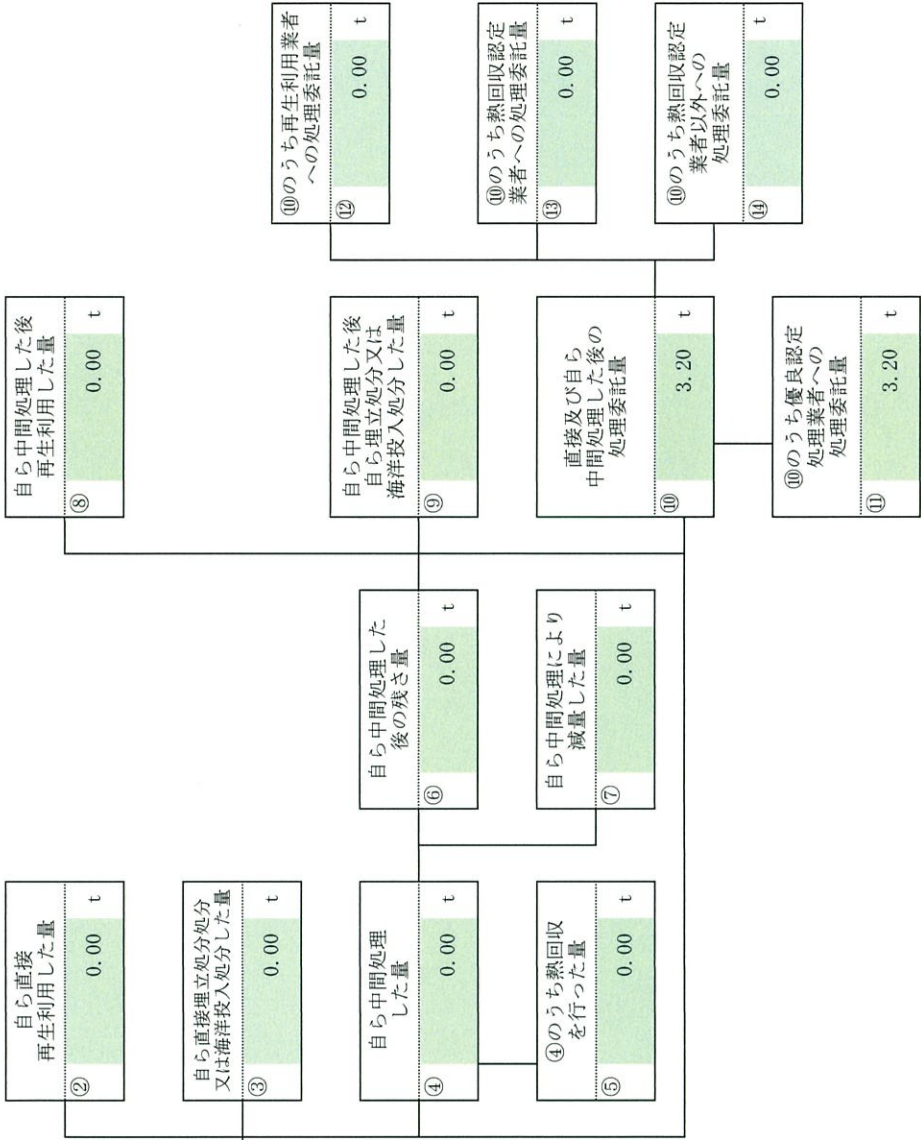 自ら直接
再生利用した量
② 0.00 t
自ら直接埋立処分処分
又は海洋投入処分した量
③ 0.00 t
自ら中間処理
した量
④ 0.00 t
④のうち熱回収
を行った量
⑤ 0.00 t
自ら中間処理した
後の残さ量
⑥ 0.00 t
自ら中間処理により
減量した量
⑦ 0.00 t
自ら中間処理した後
再生利用した量
⑧ 0.00 t
自ら中間処理した後
自ら埋立処分又は
海洋投入処分した量
⑨ 0.00 t
直接及び自ら
中間処理した後の
処理委託量
⑩ 3.20 t
⑩のうち優良認定
処理業者への
処理委託量
⑪ 3.20 t
⑩のうち再生利用業者
への処理委託量
⑫ 0.00 t
⑩のうち熱回収認定
業者への処理委託量
⑬ 0.00 t
⑩のうち熱回収認定
業者以外への
処理委託量
⑭ 0.00 t